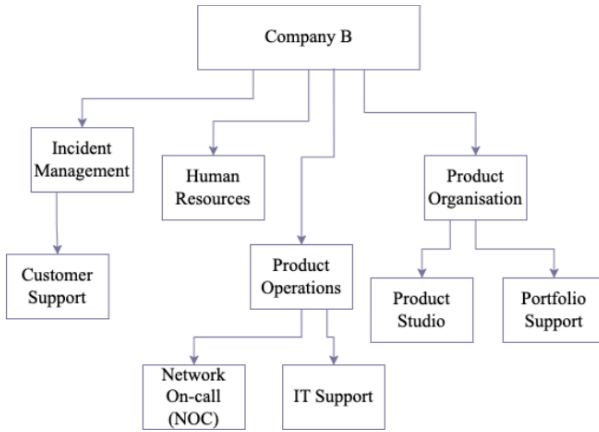 Company B
Incident
Management
Human
Resources
Product
Organisation
Customer
Support
Product
Operations
Product
Studio
Portfolio
Support
Network
On-call
(NOC)
IT Support